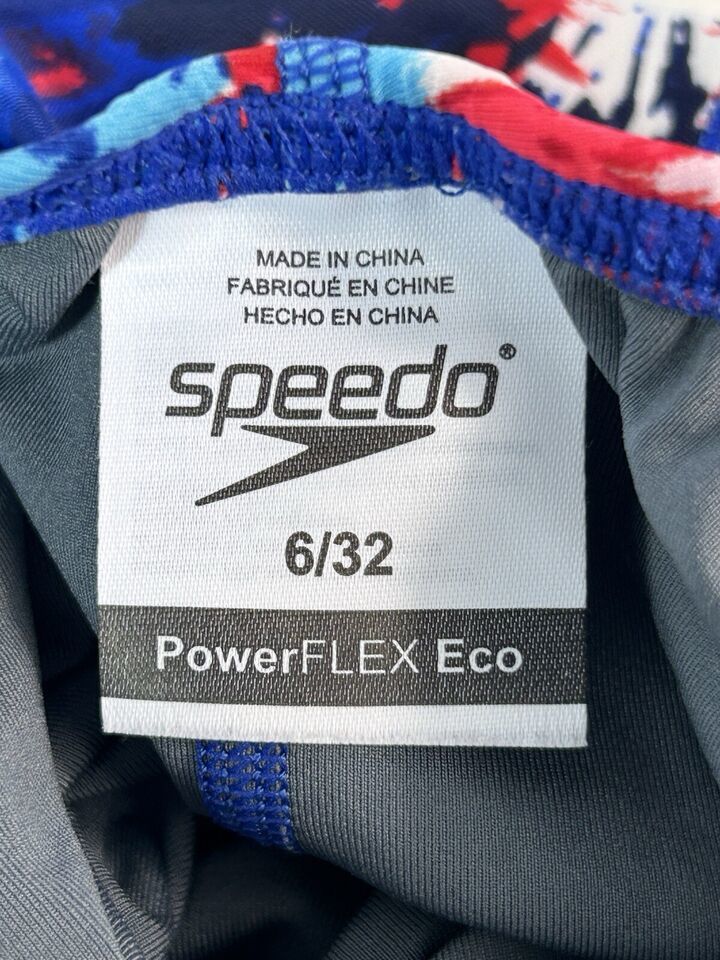 MADE IN CHINA
FABRIQUÉ EN CHINE
HECHO EN CHINA
speedo®
6/32
PowerFLEX Eco